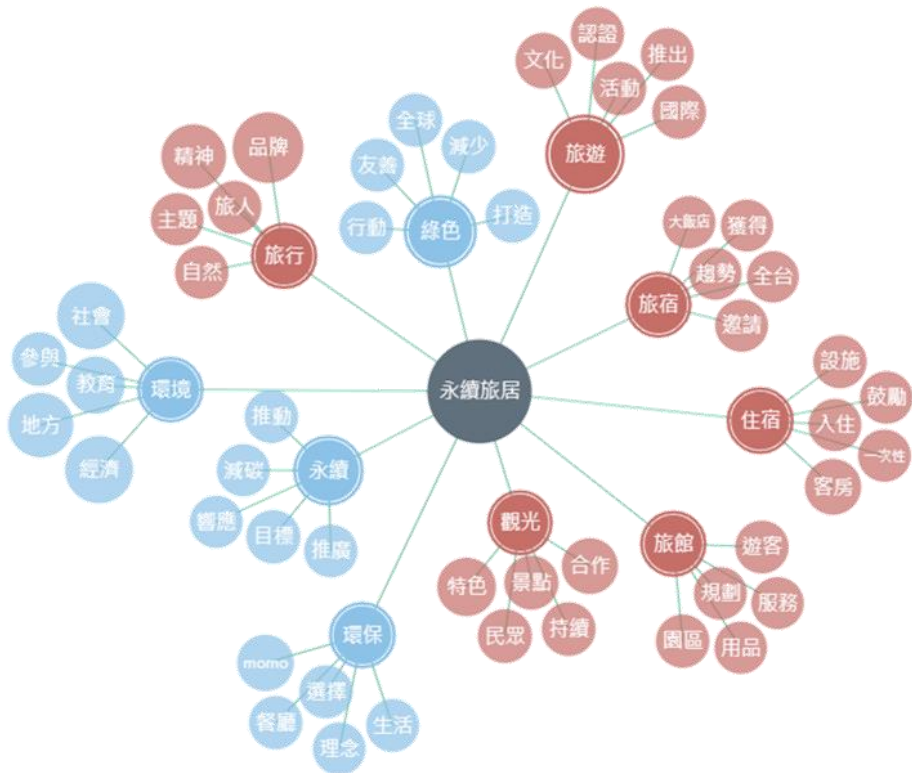 認證
文化
推出
活動
國際
旅遊
全球
減少
友善
打造
行動
綠色
品牌
精神
旅人
主題
自然
旅行
大飯店
獲得
趨勢
全台
邀請
旅宿
社會
參與
教育
地方
經濟
環境
永續旅居
設施
鼓勵
入住
一次性
客房
住宿
推動
減碳
響應
目標
推廣
永續
觀光
特色
景點
合作
民眾
持續
旅館
遊客
規劃
服務
園區
用品
環保
momo
選擇
餐廳
理念
生活